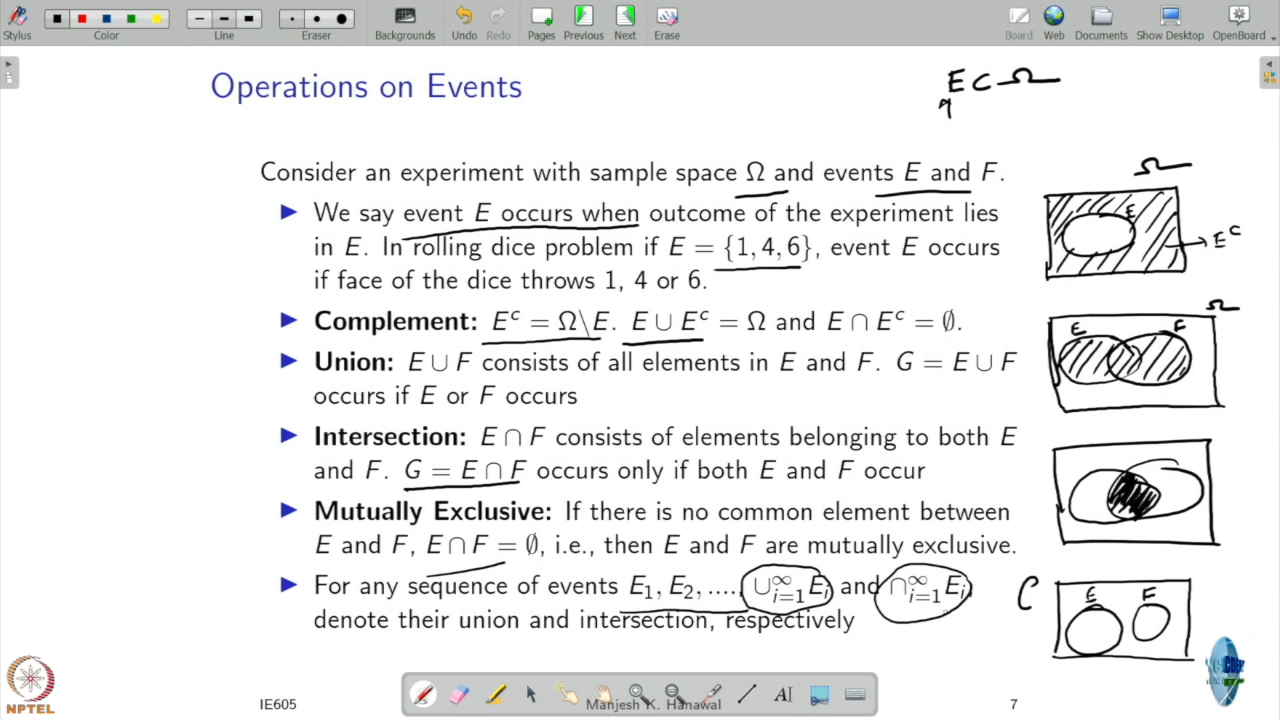 Stylus Color Line Eraser Backgrounds Undo Redo Pages Previous Next Erase Board Web Documents Show Desktop OpenBoard
Operations on Events
E ⊂ Ω
Consider an experiment with sample space Ω and events E and F.
▶ We say event E occurs when outcome of the experiment lies
in E. In rolling dice problem if E = {1, 4, 6}, event E occurs
if face of the dice throws 1, 4 or 6.
▶ Complement: Eᶜ = Ω\E. E ∪ Eᶜ = Ω and E ∩ Eᶜ = ∅.
▶ Union: E ∪ F consists of all elements in E and F. G = E ∪ F
occurs if E or F occurs
▶ Intersection: E ∩ F consists of elements belonging to both E
and F. G = E ∩ F occurs only if both E and F occur
▶ Mutually Exclusive: If there is no common element between
E and F, E ∩ F = ∅, i.e., then E and F are mutually exclusive.
▶ For any sequence of events E₁, E₂, ...., ∪_{i=1}^∞ E_i and ∩_{i=1}^∞ E_i,
denote their union and intersection, respectively
Ω
E
Eᶜ
Ω
E F
E F
NPTEL
IE605
Manjesh K. Hanawal
7